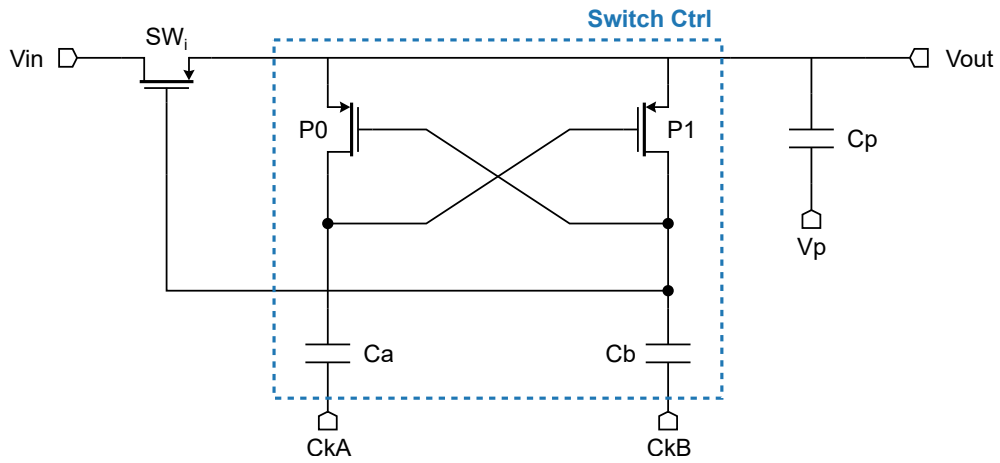 Switch Ctrl
SWi
Vin
Vout
P0
P1
Cp
Vp
Ca
Cb
CkA
CkB